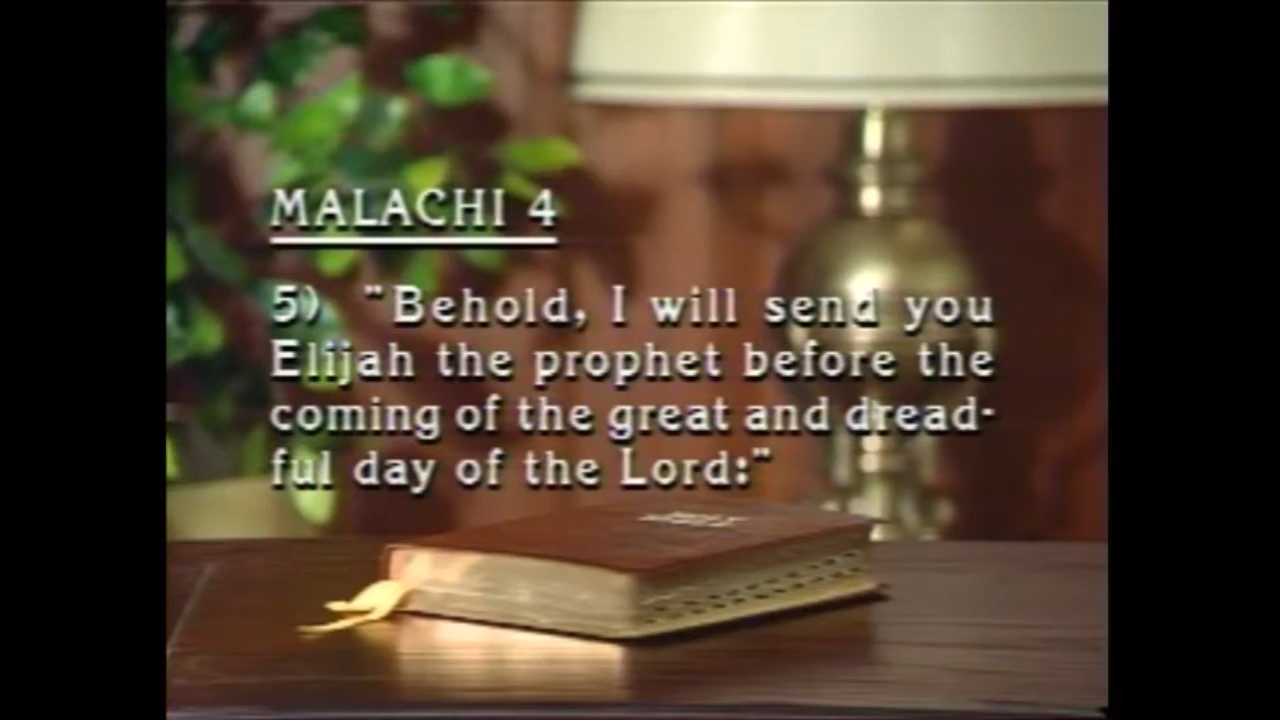 MALACHI 4
5) "Behold, I will send you
Elijah the prophet before the
coming of the great and dread-
ful day of the Lord:"